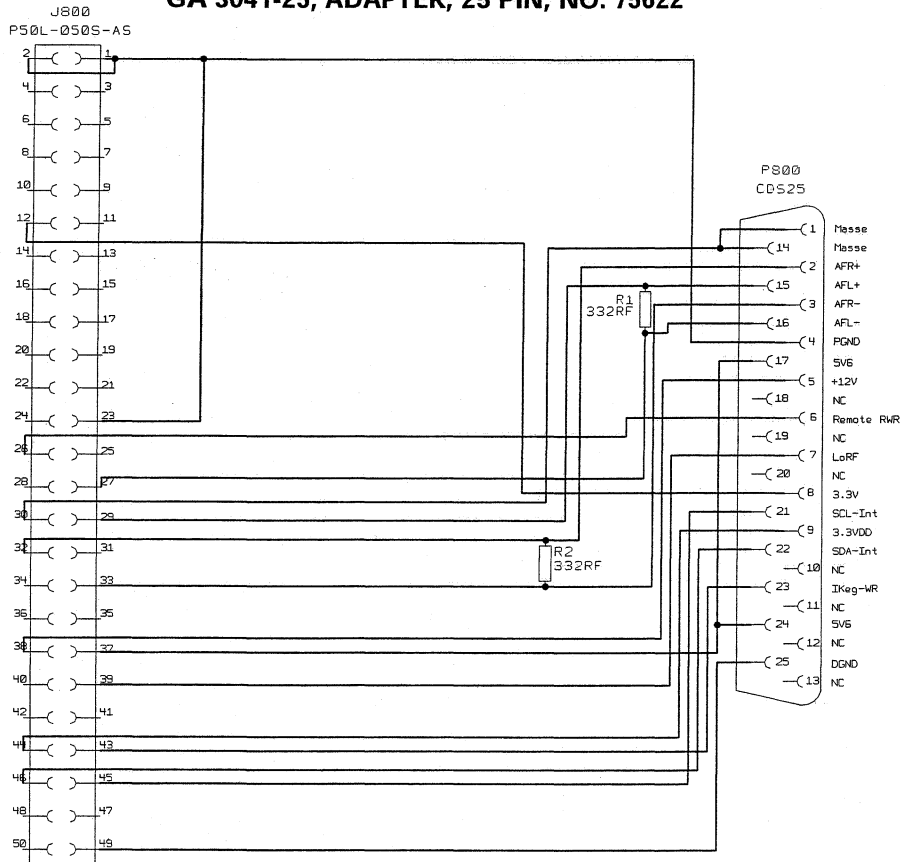 GA 3041-25, ADAPTER, 25 PIN, NO. 75622
J800
P50L-050S-AS
2 1
4 3
6 5
8 7
10 9
12 11
14 13
16 15
18 17
20 19
22 21
24 23
26 25
28 27
30 29
32 31
34 33
36 35
38 37
40 39
42 41
44 43
46 45
48 47
50 49
R1
332RF
R2
332RF
P800
CDS25
1 Masse
14 Masse
2 AFR+
15 AFL+
3 AFR-
16 AFL-
4 PGND
17 5V6
5 +12V
18 NC
6 Remote RWR
19 NC
7 LoRF
20 NC
8 3.3V
21 SCL-Int
9 3.3VDD
22 SDA-Int
10 NC
23 IKeg-WR
11 NC
24 5V6
12 NC
25 DGND
13 NC